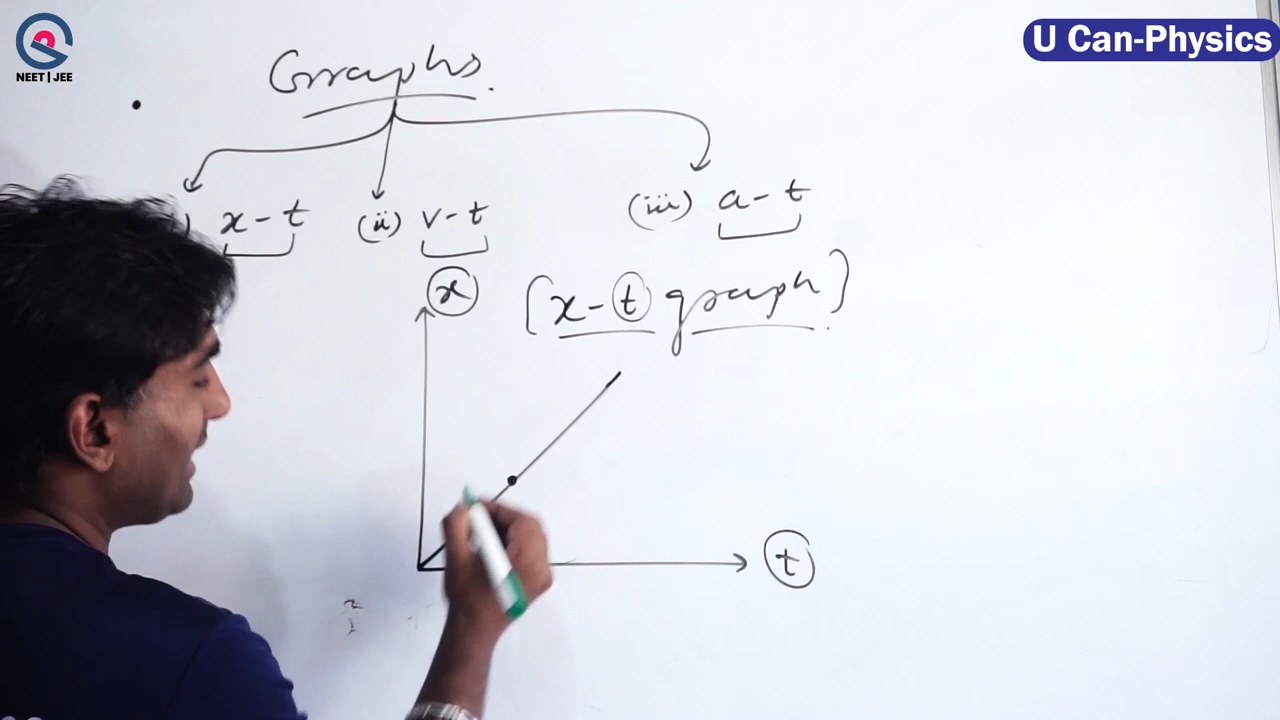 U Can-Physics
NEET | JEE
Graphs.
) x-t (ii) v-t (iii) a-t
x (x-t graph).
t